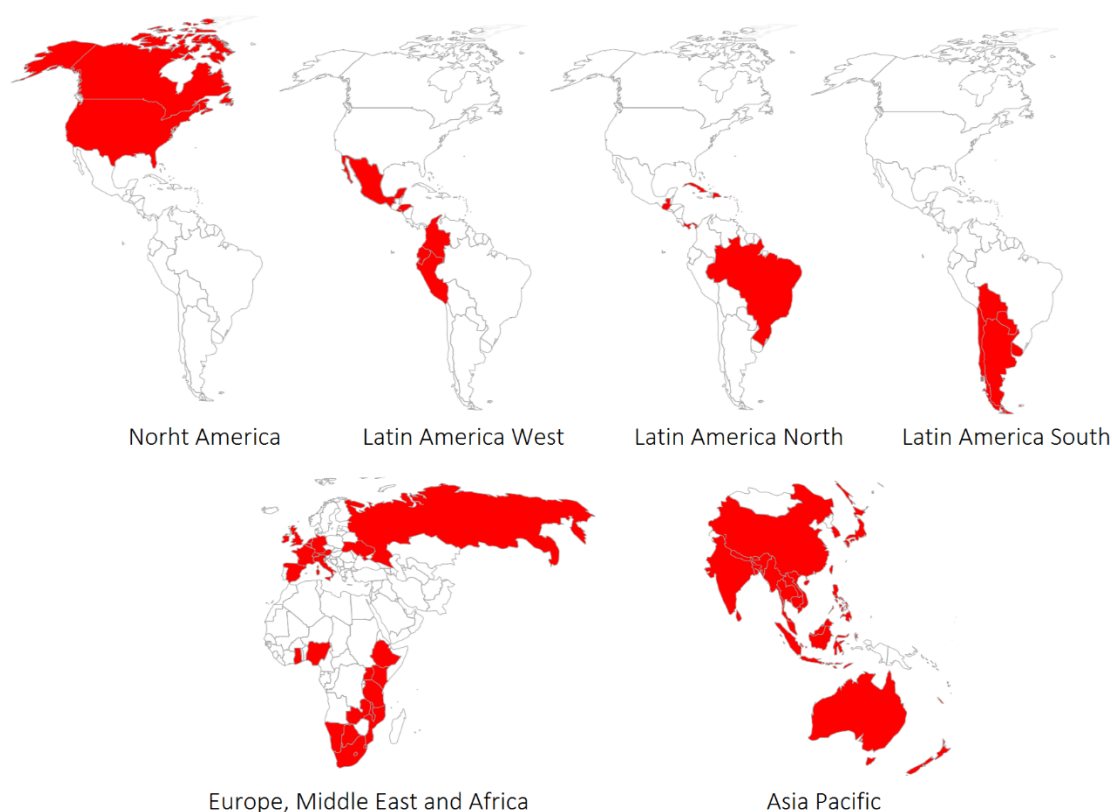 Norht America
Latin America West
Latin America North
Latin America South
Europe, Middle East and Africa
Asia Pacific